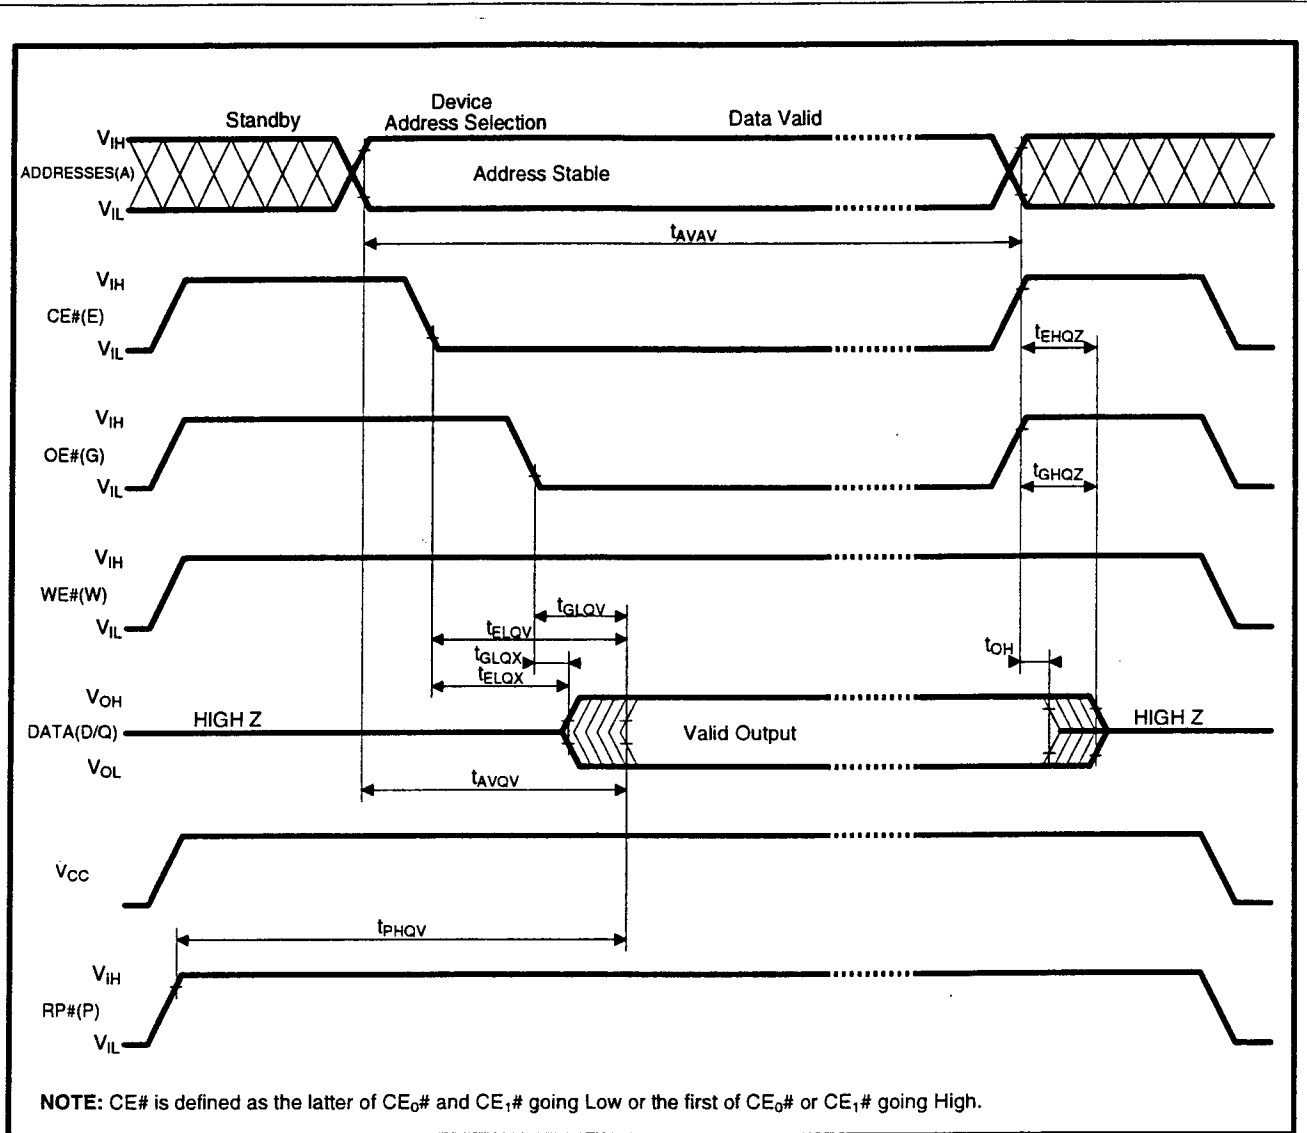 Standby
Device
Address Selection
Data Valid
VIH
ADDRESSES(A)
Address Stable
VIL
tAVAV
VIH
CE#(E)
VIL
tEHQZ
VIH
OE#(G)
VIL
tGHQZ
VIH
WE#(W)
VIL
tGLQV
tELQV
tGLQX
tELQX
tOH
VOH
DATA(D/Q)
HIGH Z
Valid Output
HIGH Z
VOL
tAVQV
VCC
tPHQV
VIH
RP#(P)
VIL
NOTE: CE# is defined as the latter of CE0# and CE1# going Low or the first of CE0# or CE1# going High.